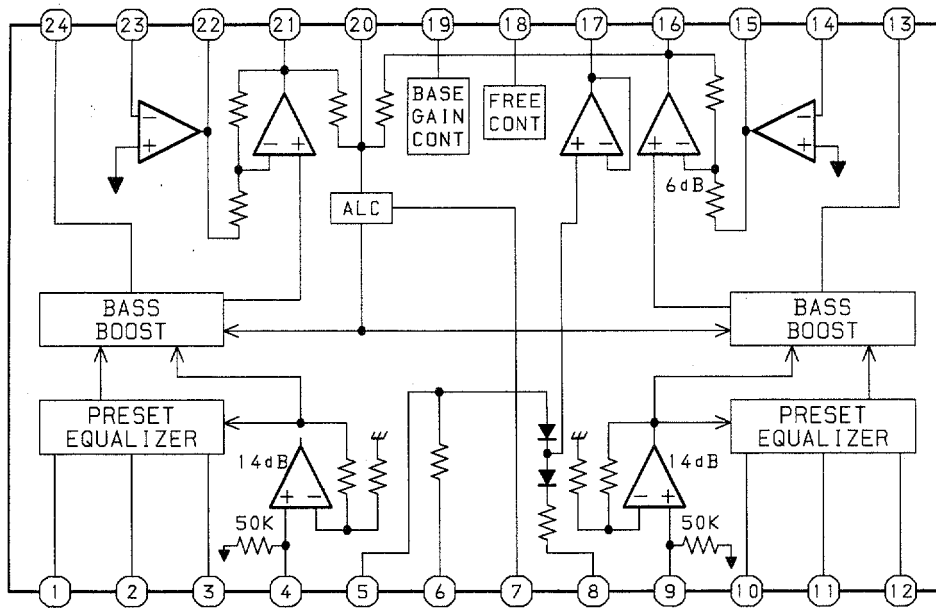 24 23 22 21 20 19 18 17 16 15 14 13
BASE
GAIN
CONT
FREE
CONT
- + - + + - + - - +
6dB
ALC
BASS
BOOST
BASS
BOOST
PRESET
EQUALIZER
PRESET
EQUALIZER
14dB
14dB
+ - - +
50K
50K
1 2 3 4 5 6 7 8 9 10 11 12